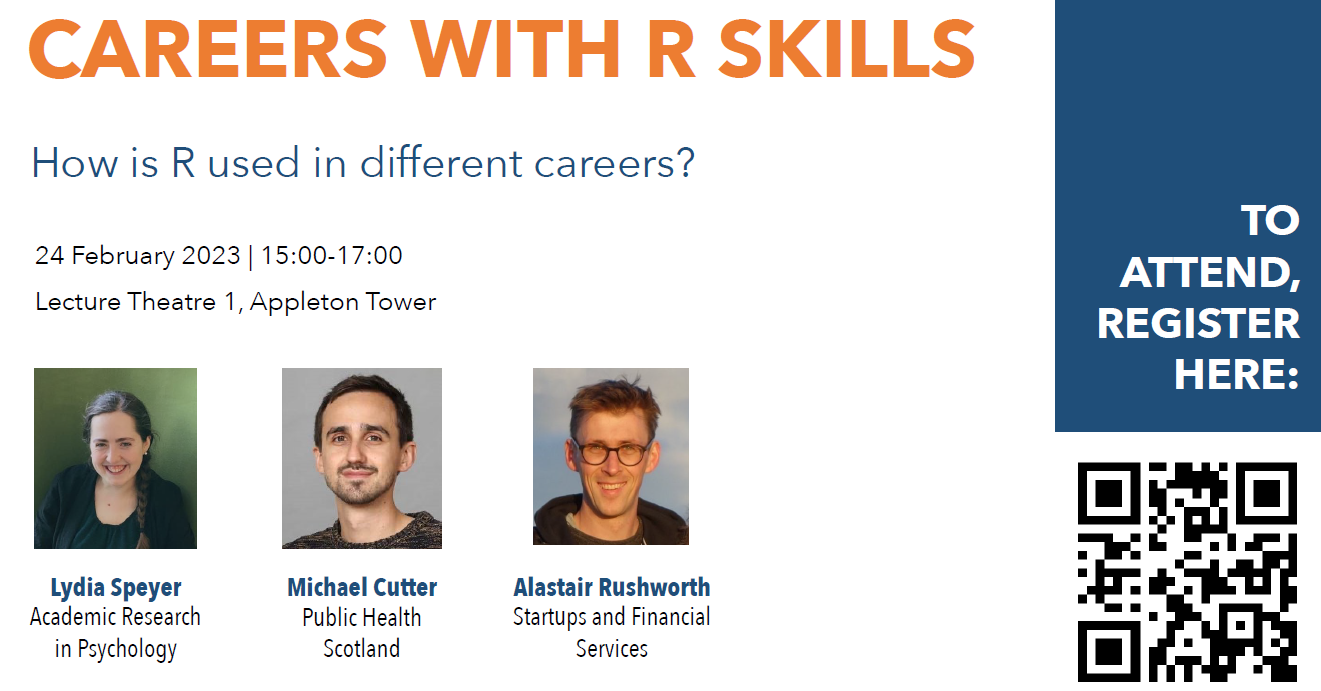 CAREERS WITH R SKILLS
How is R used in different careers?
24 February 2023 | 15:00-17:00
Lecture Theatre 1, Appleton Tower
Lydia Speyer
Academic Research
in Psychology
Michael Cutter
Public Health
Scotland
Alastair Rushworth
Startups and Financial
Services
TO
ATTEND,
REGISTER
HERE: